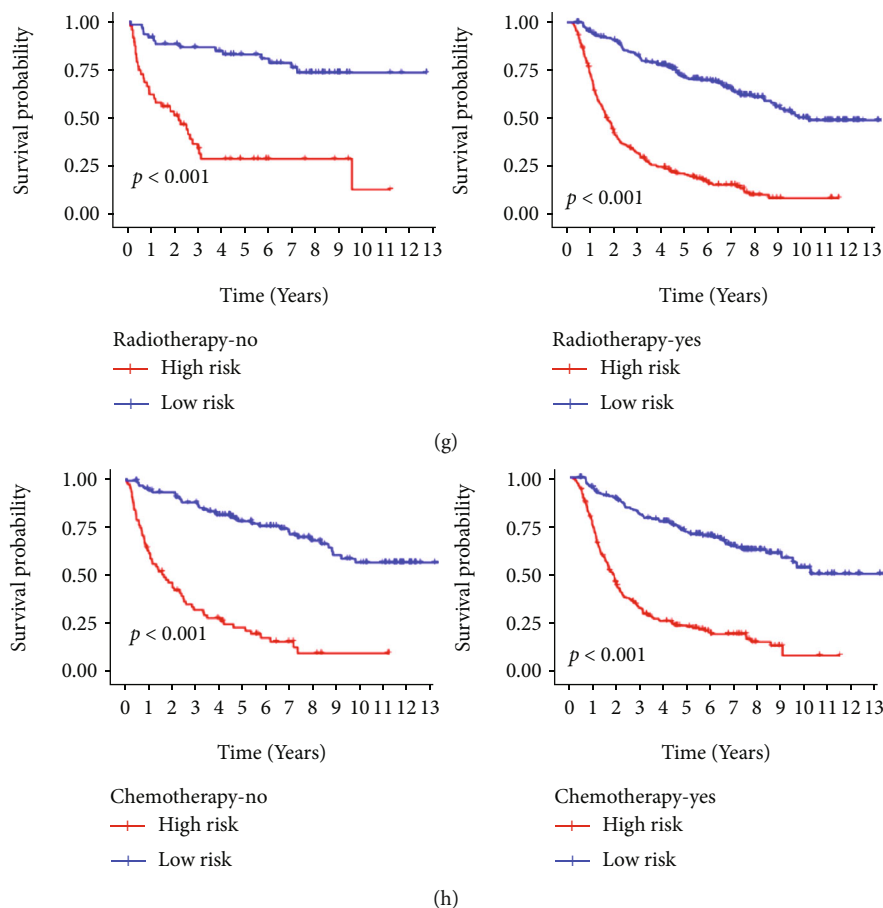 1.00
0.75
0.50
0.25
0.00
Survival probability
p < 0.001
0 1 2 3 4 5 6 7 8 9 10 11 12 13
Time (Years)
Radiotherapy-no
High risk
Low risk
1.00
0.75
0.50
0.25
0.00
Survival probability
p < 0.001
0 1 2 3 4 5 6 7 8 9 10 11 12 13
Time (Years)
Radiotherapy-yes
High risk
Low risk
(g)
1.00
0.75
0.50
0.25
0.00
Survival probability
p < 0.001
0 1 2 3 4 5 6 7 8 9 10 11 12 13
Time (Years)
Chemotherapy-no
High risk
Low risk
1.00
0.75
0.50
0.25
0.00
Survival probability
p < 0.001
0 1 2 3 4 5 6 7 8 9 10 11 12 13
Time (Years)
Chemotherapy-yes
High risk
Low risk
(h)